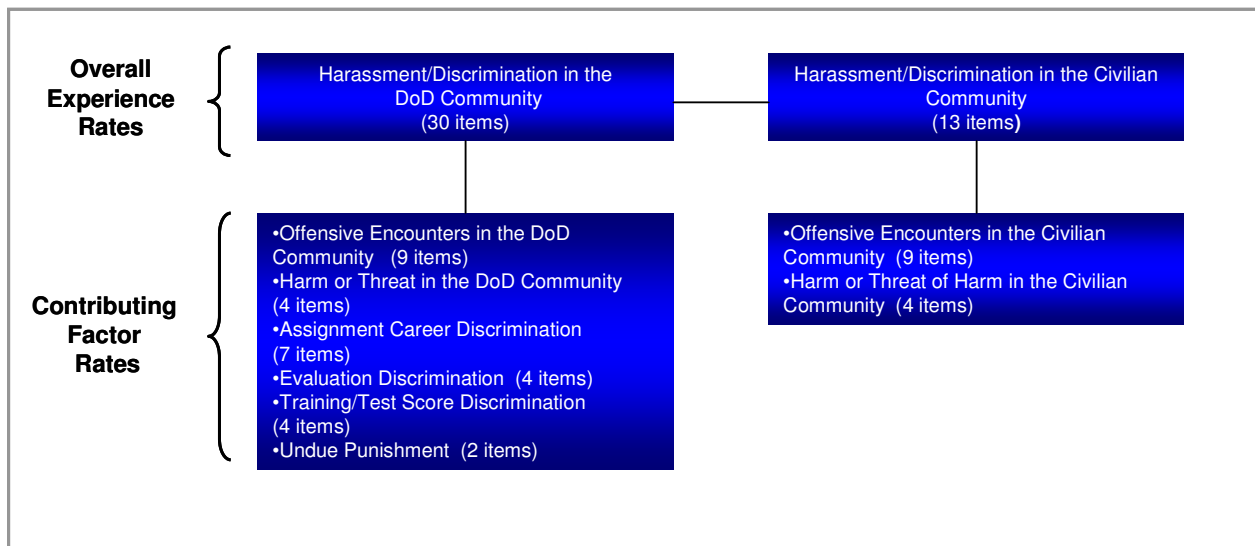 Overall
Experience
Rates
Harassment/Discrimination in the
DoD Community
(30 items)
Harassment/Discrimination in the Civilian
Community
(13 items)
Contributing
Factor
Rates
•Offensive Encounters in the DoD
Community (9 items)
•Harm or Threat in the DoD Community
(4 items)
•Assignment Career Discrimination
(7 items)
•Evaluation Discrimination (4 items)
•Training/Test Score Discrimination
(4 items)
•Undue Punishment (2 items)
•Offensive Encounters in the Civilian
Community (9 items)
•Harm or Threat of Harm in the Civilian
Community (4 items)